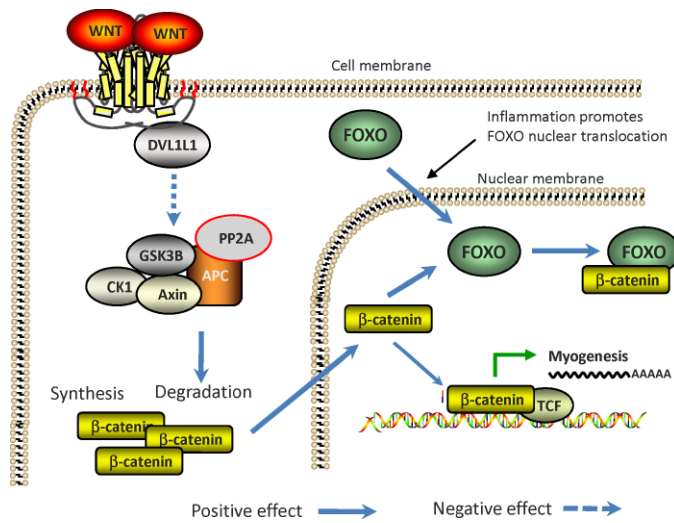 WNT WNT
Cell membrane
DVL1L1
FOXO
Inflammation promotes
FOXO nuclear translocation
Nuclear membrane
PP2A
GSK3B
APC
CK1
Axin
FOXO
FOXO
β-catenin
β-catenin
Synthesis
Degradation
β-catenin
β-catenin
β-catenin
Myogenesis
AAAAA
β-catenin
TCF
Positive effect
Negative effect